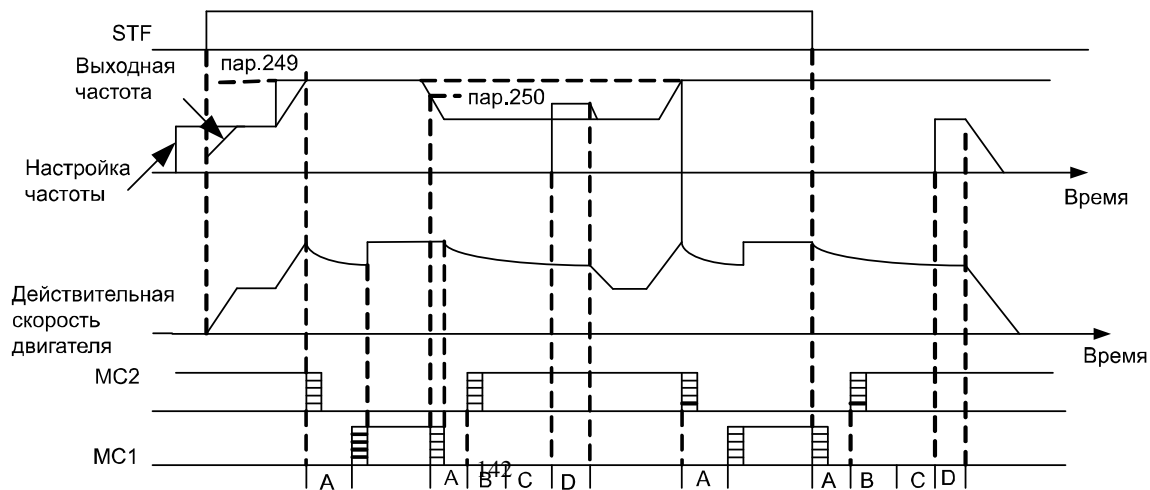 STF
Выходная
частота
пар.249
пар.250
Настройка
частоты
Время
Действительная
скорость
двигателя
Время
MC2
MC1
A
A
B
C
D
A
A
B
C
D
142